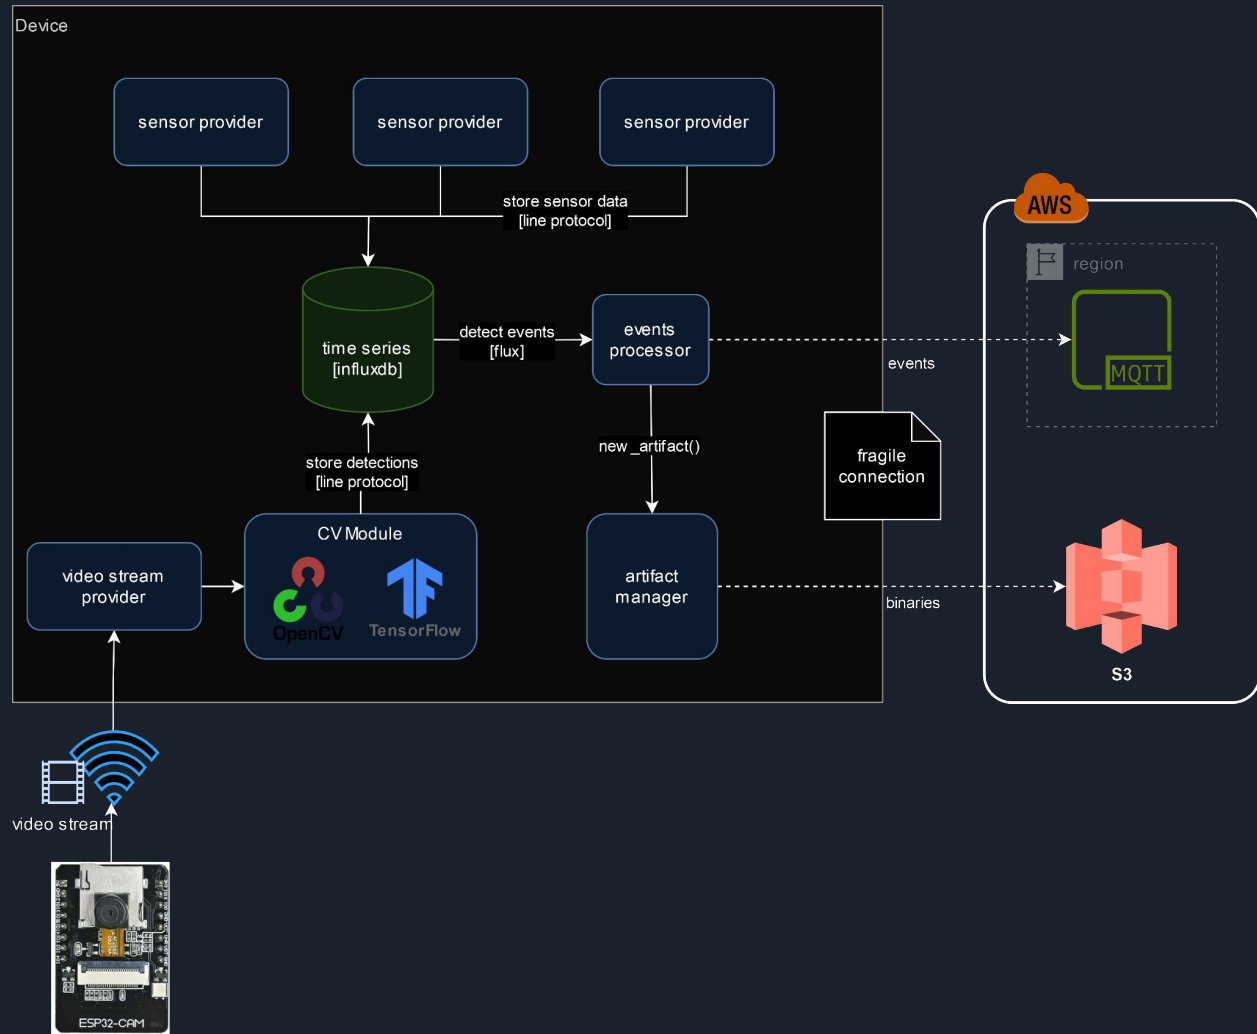 Device
sensor provider
sensor provider
sensor provider
store sensor data
[line protocol]
AWS
region
time series
[influxdb]
detect events
[flux]
events
processor
events
MQTT
new_artifact()
fragile
connection
store detections
[line protocol]
CV Module
OpenCV
TensorFlow
video stream
provider
artifact
manager
binaries
S3
video stream
ESP32-CAM